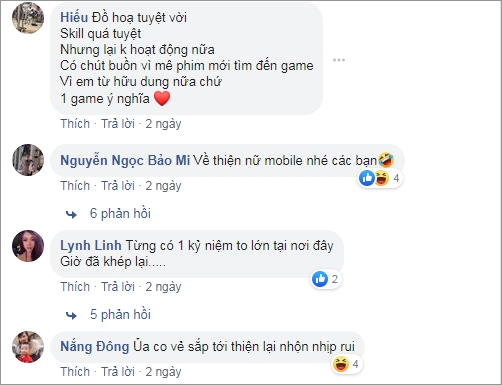 Hiếu Đồ hoạ tuyệt vời
Skill quá tuyệt
Nhưng lại k hoạt động nữa
Có chút buồn vì mê phim mới tìm đến game
Vì em từ hữu dung nữa chứ
1 game ý nghĩa ❤️
Thích · Trả lời · 2 ngày
Nguyễn Ngọc Bảo Mi Về thiện nữ mobile nhé các bạn🤣
4
Thích · Trả lời · 2 ngày
6 phản hồi
Lynh Linh Từng có 1 kỷ niệm to lớn tại nơi đây
Giờ đã khép lại.....
2
Thích · Trả lời · 2 ngày
5 phản hồi
Nắng Đông Ủa co vẻ sắp tới thiện lại nhộn nhịp rui
4
Thích · Trả lời · 2 ngày